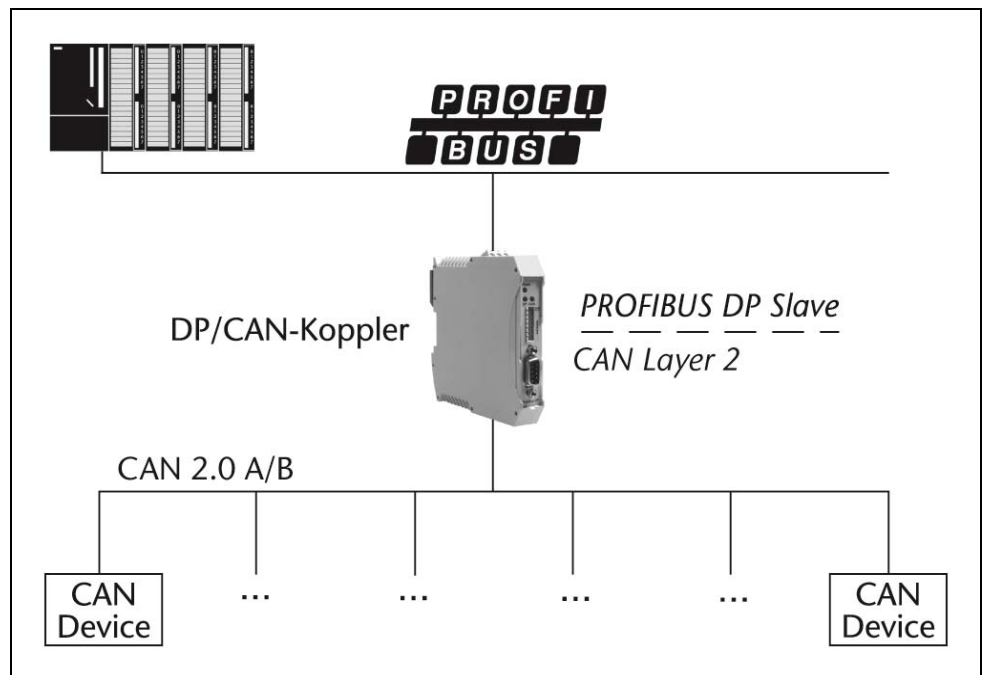 PROFI
BUS
DP/CAN-Koppler
PROFIBUS DP Slave
CAN Layer 2
CAN 2.0 A/B
CAN
Device
...
...
...
...
CAN
Device